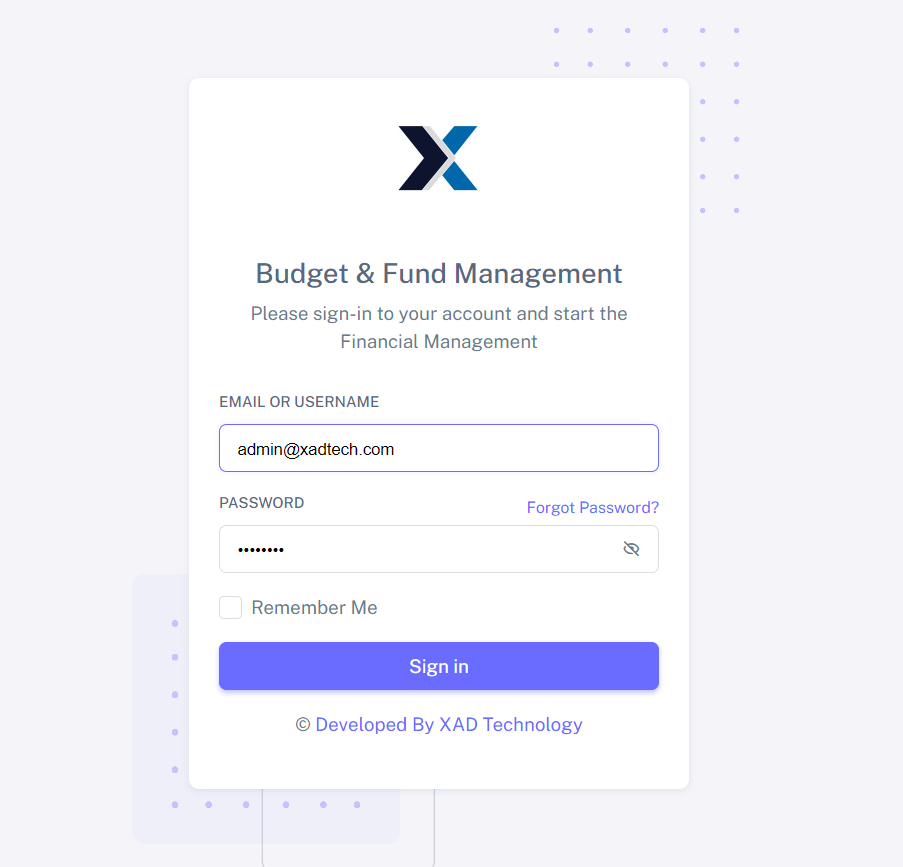 Budget & Fund Management
Please sign-in to your account and start the
Financial Management
EMAIL OR USERNAME
admin@xadtech.com
PASSWORD
Forgot Password?
••••••••
Remember Me
Sign in
© Developed By XAD Technology